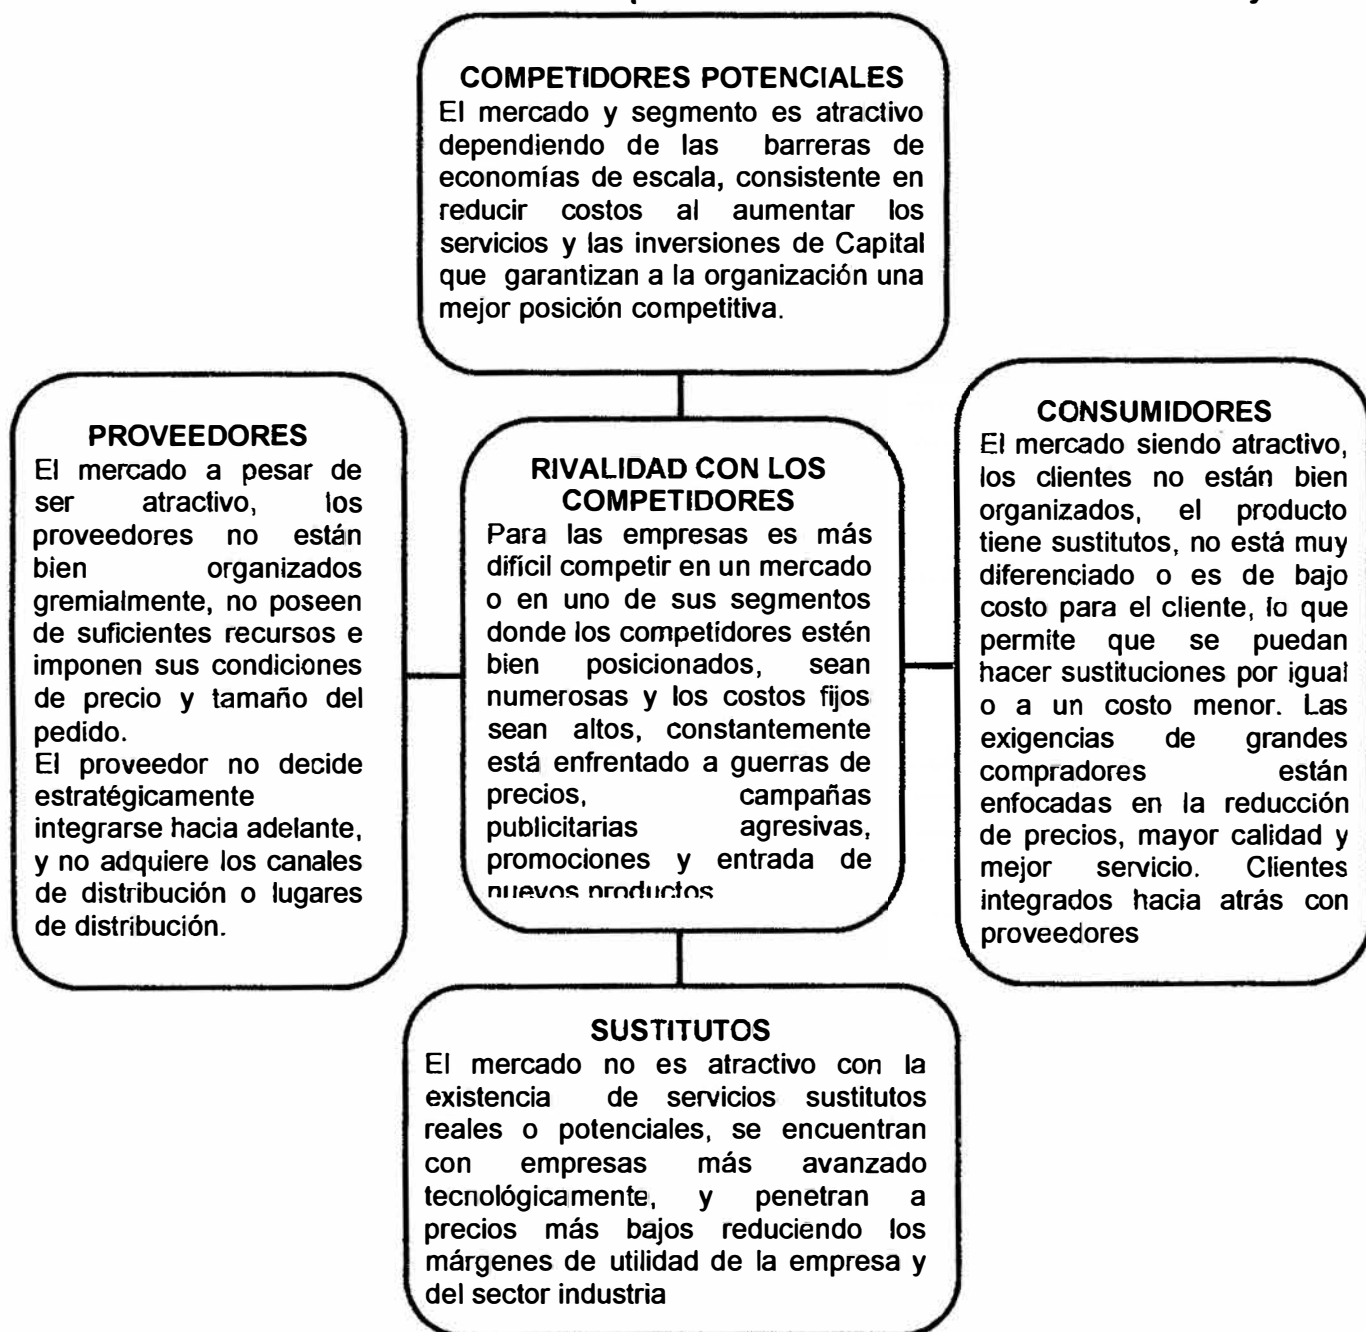 COMPETIDORES POTENCIALES
El mercado y segmento es atractivo
dependiendo de las barreras de
economías de escala, consistente en
reducir costos al aumentar los
servicios y las inversiones de Capital
que garantizan a la organización una
mejor posición competitiva.
PROVEEDORES
El mercado a pesar de
ser atractivo, los
proveedores no están
bien organizados
gremialmente, no poseen
de suficientes recursos e
imponen sus condiciones
de precio y tamaño del
pedido.
El proveedor no decide
estratégicamente
integrarse hacia adelante,
y no adquiere los canales
de distribución o lugares
de distribución.
RIVALIDAD CON LOS
COMPETIDORES
Para las empresas es más
difícil competir en un mercado
o en uno de sus segmentos
donde los competidores estén
bien posicionados, sean
numerosas y los costos fijos
sean altos, constantemente
está enfrentado a guerras de
precios, campañas
publicitarias agresivas,
promociones y entrada de
nuevos productos
CONSUMIDORES
El mercado siendo atractivo,
los clientes no están bien
organizados, el producto
tiene sustitutos, no está muy
diferenciado o es de bajo
costo para el cliente, lo que
permite que se puedan
hacer sustituciones por igual
o a un costo menor. Las
exigencias de grandes
compradores están
enfocadas en la reducción
de precios, mayor calidad y
mejor servicio. Clientes
integrados hacia atrás con
proveedores
SUSTITUTOS
El mercado no es atractivo con la
existencia de servicios sustitutos
reales o potenciales, se encuentran
con empresas más avanzado
tecnológicamente, y penetran a
precios más bajos reduciendo los
márgenes de utilidad de la empresa y
del sector industria